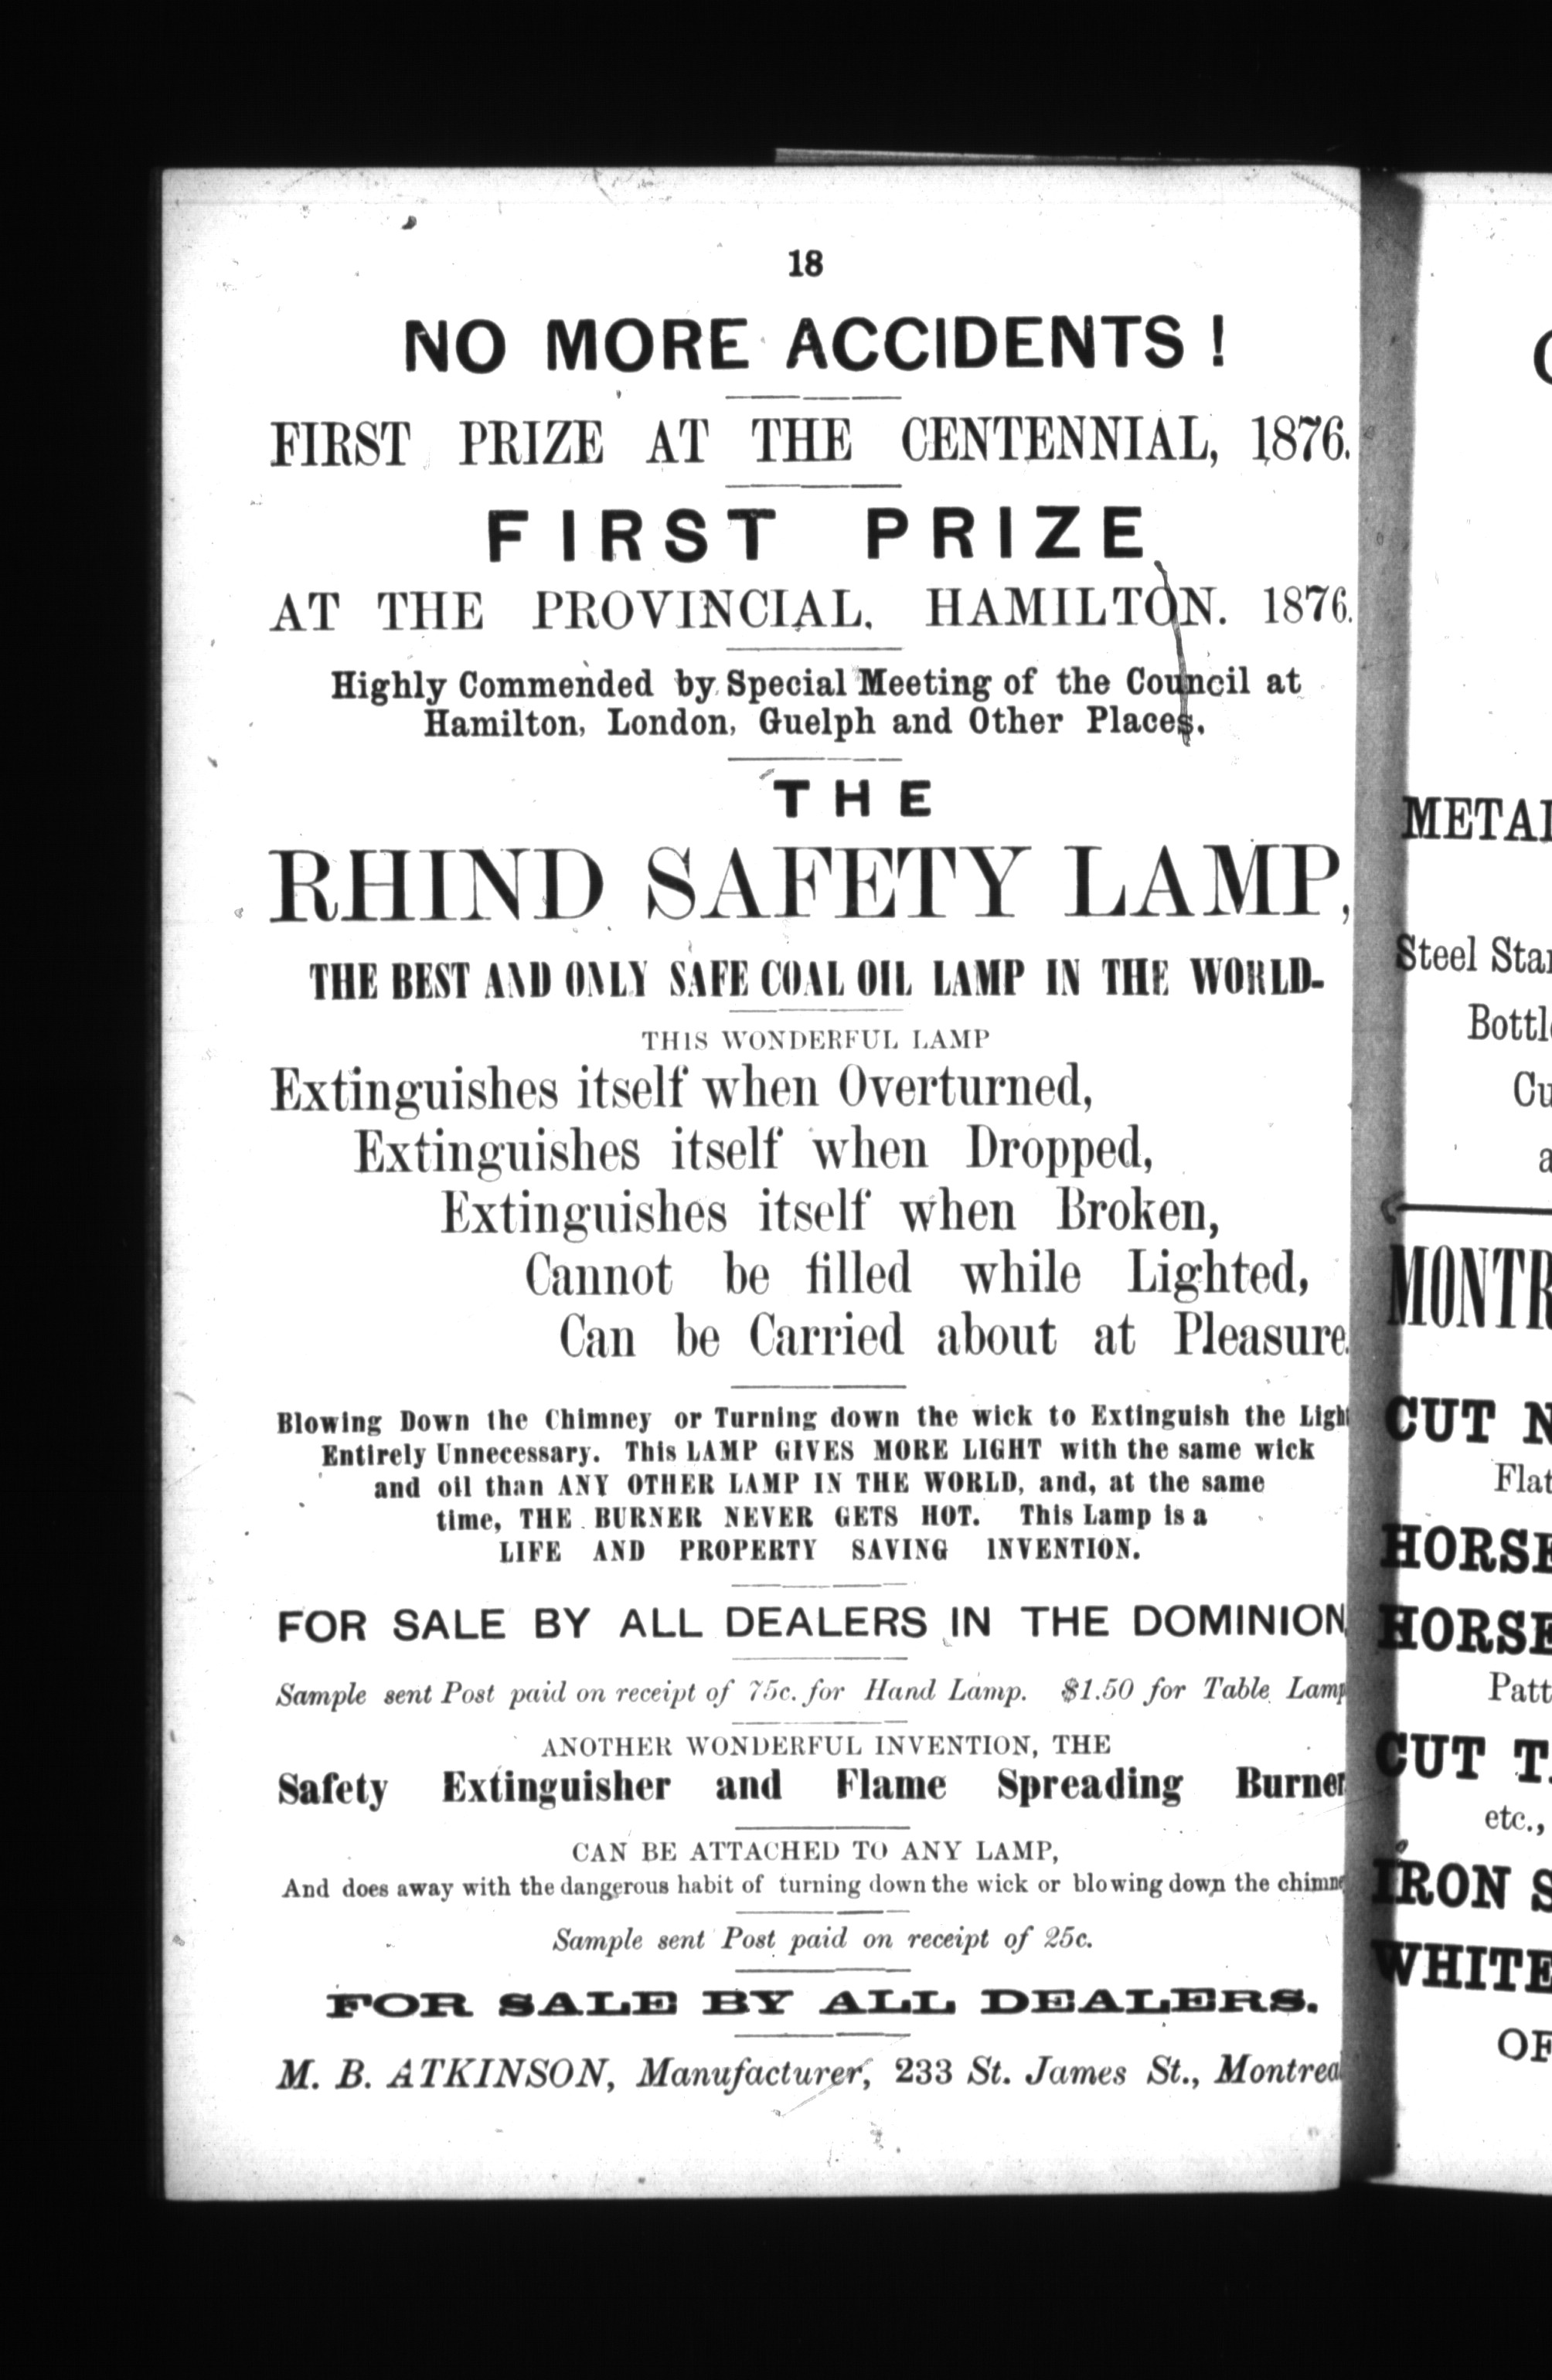 18
NO MORE ACCIDENTS !
FIRST PRIZE AT THE CENTENNIAL, 1876.
FIRST PRIZE
AT THE PROVINCIAL, HAMILTON. 1876.
Highly Commended by Special Meeting of the Council at
Hamilton, London, Guelph and Other Places.
THE
RHIND SAFETY LAMP,
THE BEST AND ONLY SAFE COAL OIL LAMP IN THE WORLD-
THIS WONDERFUL LAMP
Extinguishes itself when Overturned,
Extinguishes itself when Dropped,
Extinguishes itself when Broken,
Cannot be filled while Lighted,
Can be Carried about at Pleasure.
Blowing Down the Chimney or Turning down the wick to Extinguish the Light
Entirely Unnecessary. This LAMP GIVES MORE LIGHT with the same wick
and oil than ANY OTHER LAMP IN THE WORLD, and, at the same
time, THE BURNER NEVER GETS HOT. This Lamp is a
LIFE AND PROPERTY SAVING INVENTION.
FOR SALE BY ALL DEALERS IN THE DOMINION
Sample sent Post paid on receipt of 75c. for Hand Lamp. $1.50 for Table Lamp
ANOTHER WONDERFUL INVENTION, THE
Safety Extinguisher and Flame Spreading Burner
CAN BE ATTACHED TO ANY LAMP,
And does away with the dangerous habit of turning down the wick or blowing down the chimne
Sample sent Post paid on receipt of 25c.
FOR SALE BY ALL DEALERS.
M. B. ATKINSON, Manufacturer, 233 St. James St., Montreal
METAL
Steel Star
Bottl
Cu
a
MONTR
CUT N
Flat
HORSE
HORSE
Patt
CUT T
etc.,
IRON S
WHITE
OF